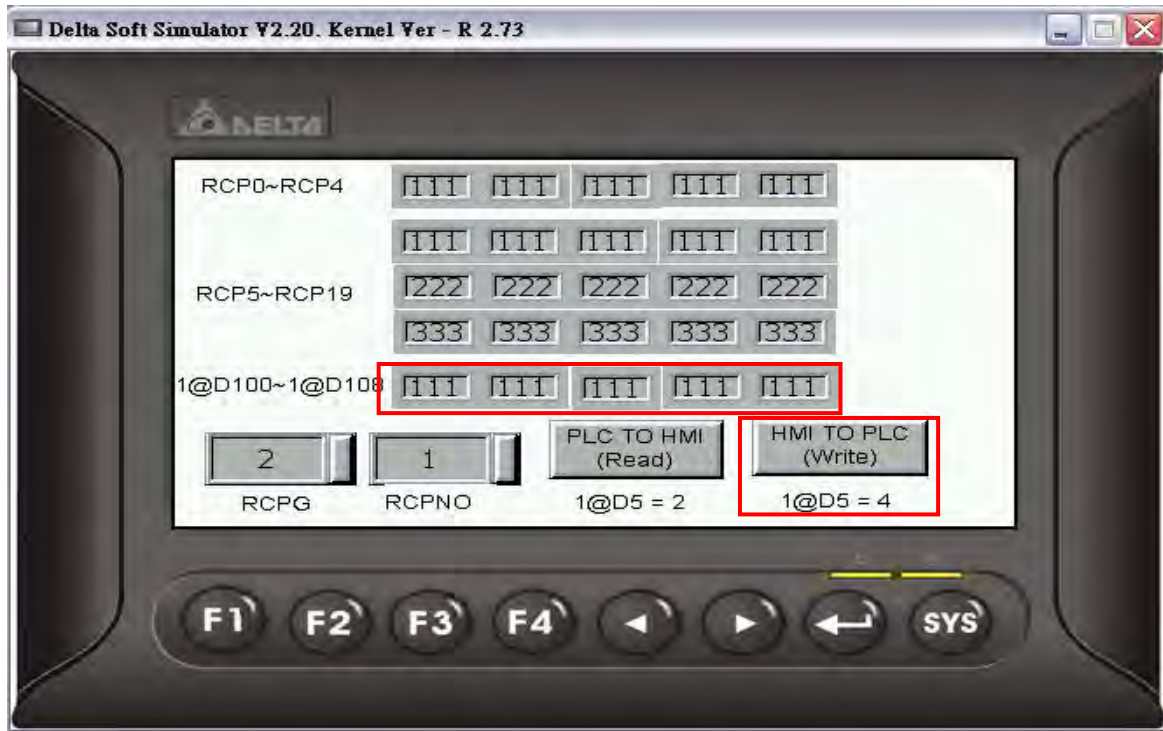 Delta Soft Simulator V2.20. Kernel Ver - R 2.73
DELTA
RCP0~RCP4 111 111 111 111 111
111 111 111 111 111
RCP5~RCP19 222 222 222 222 222
333 333 333 333 333
1@D100~1@D108 111 111 111 111 111
2 1 PLC TO HMI (Read) HMI TO PLC (Write)
RCPG RCPNO 1@D5 = 2 1@D5 = 4
F1 F2 F3 F4 SYS